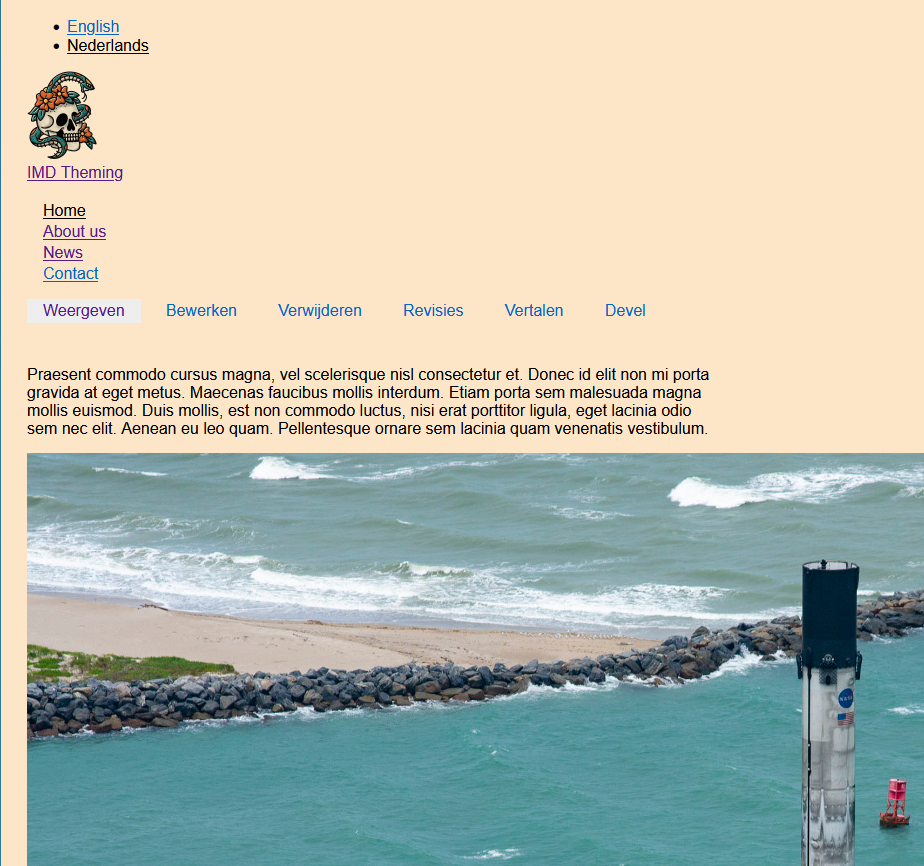 English
Nederlands
IMD Theming
Home
About us
News
Contact
Weergeven Bewerken Verwijderen Revisies Vertalen Devel
Praesent commodo cursus magna, vel scelerisque nisl consectetur et. Donec id elit non mi porta
gravida at eget metus. Maecenas faucibus mollis interdum. Etiam porta sem malesuada magna
mollis euismod. Duis mollis, est non commodo luctus, nisi erat porttitor ligula, eget lacinia odio
sem nec elit. Aenean eu leo quam. Pellentesque ornare sem lacinia quam venenatis vestibulum.
NASA